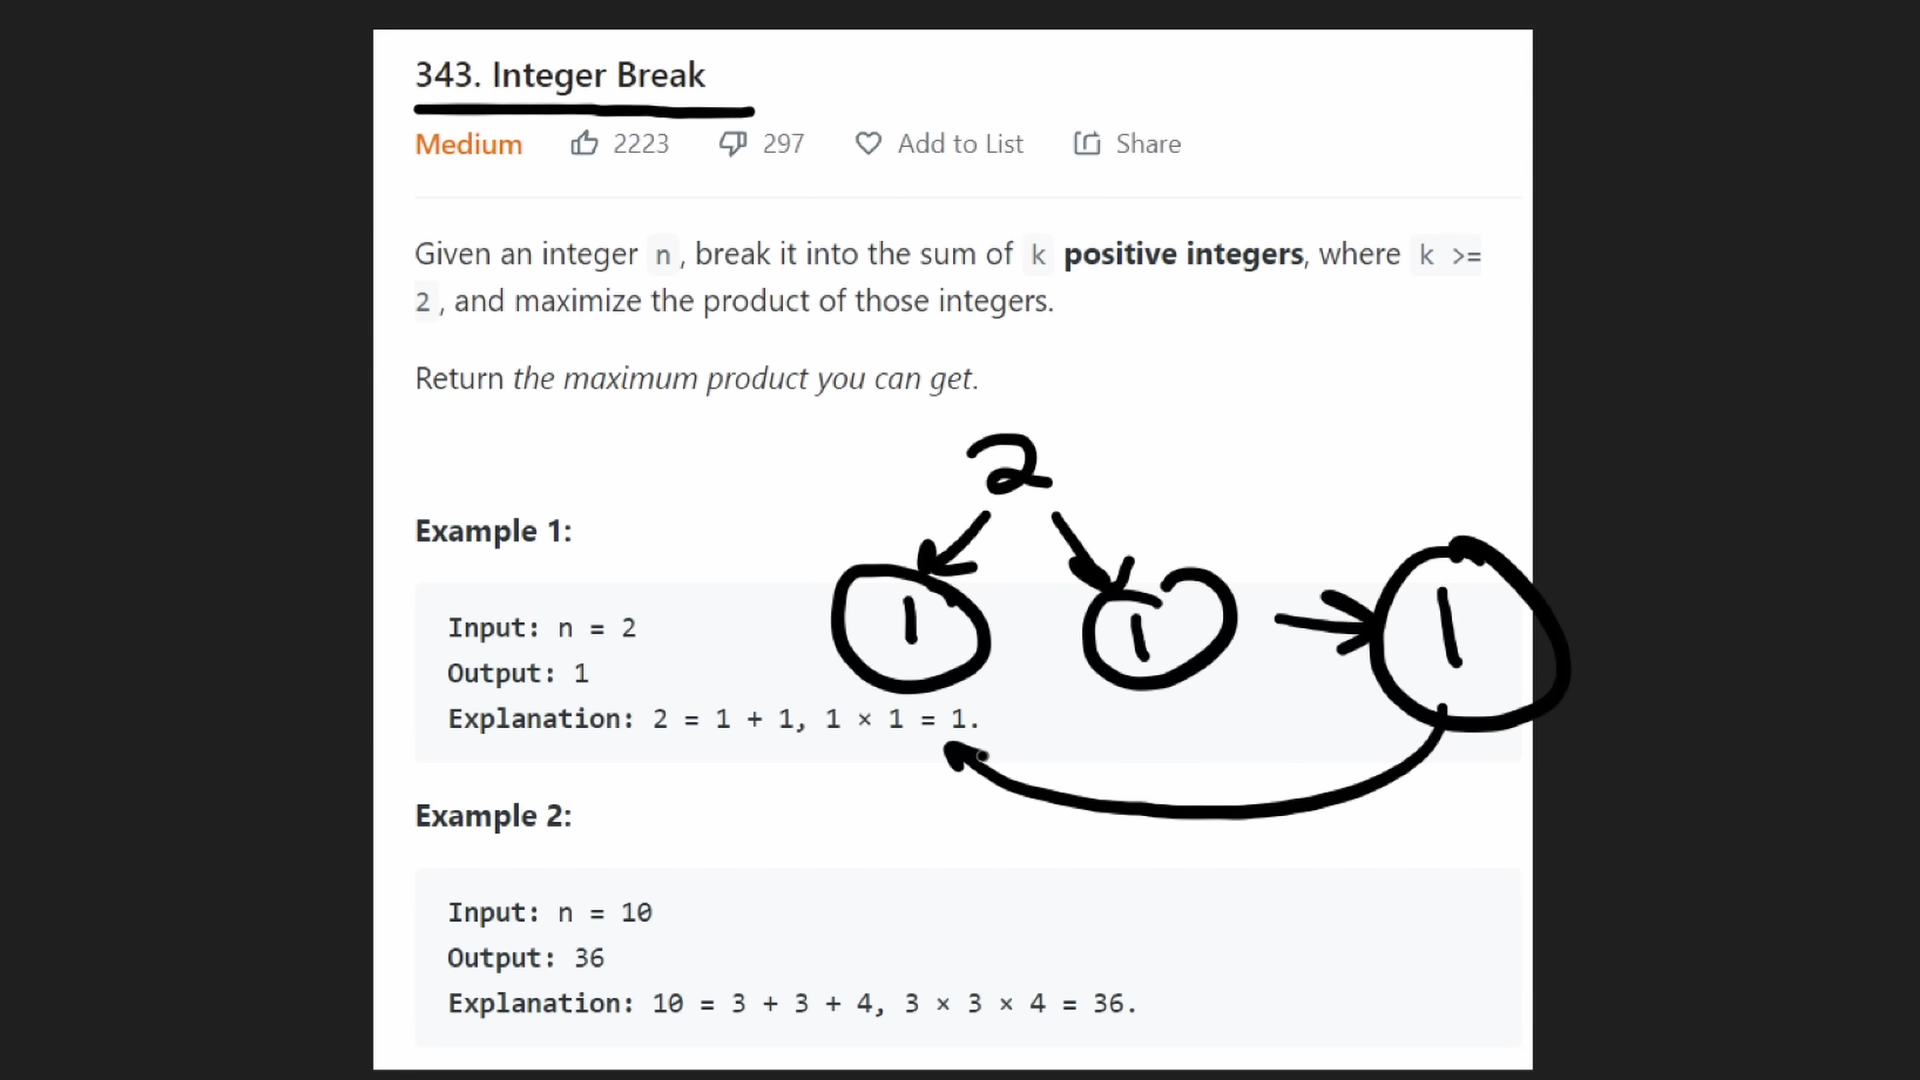 343. Integer Break
Medium 2223 297 Add to List Share
Given an integer n, break it into the sum of k positive integers, where k >=
2, and maximize the product of those integers.
Return the maximum product you can get.
2
Example 1:
1 1 1
Input: n = 2
Output: 1
Explanation: 2 = 1 + 1, 1 × 1 = 1.
Example 2:
Input: n = 10
Output: 36
Explanation: 10 = 3 + 3 + 4, 3 × 3 × 4 = 36.